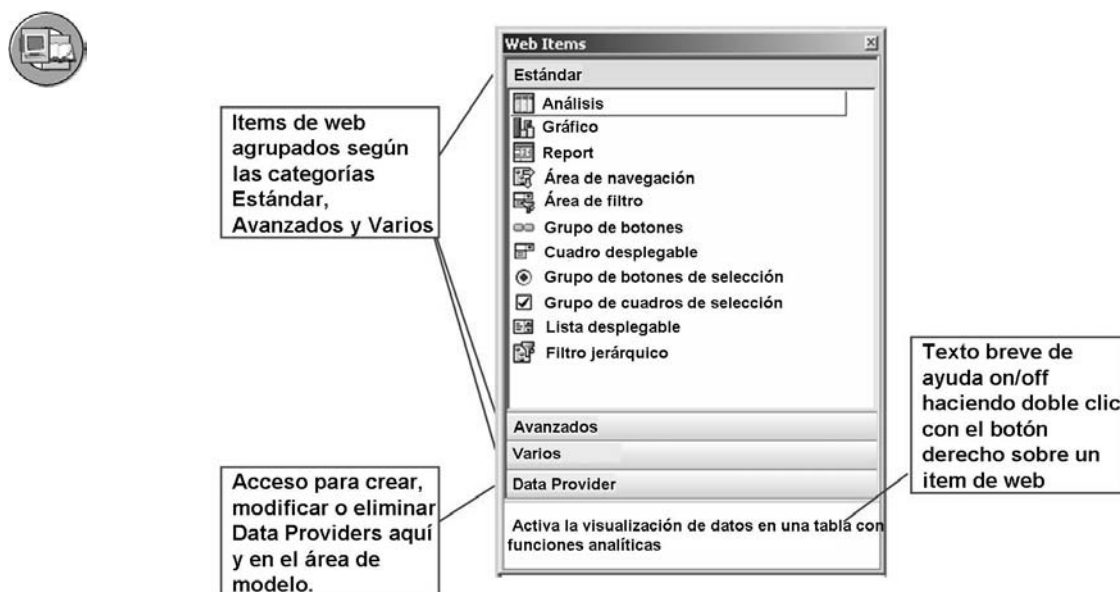 Web Items
Estándar
Análisis
Gráfico
Report
Área de navegación
Área de filtro
Grupo de botones
Cuadro desplegable
Grupo de botones de selección
Grupo de cuadros de selección
Lista desplegable
Filtro jerárquico
Avanzados
Varios
Data Provider
Activa la visualización de datos en una tabla con
funciones analíticas
Items de web
agrupados según
las categorías
Estándar,
Avanzados y Varios
Acceso para crear,
modificar o eliminar
Data Providers aquí
y en el área de
modelo.
Texto breve de
ayuda on/off
haciendo doble clic
con el botón
derecho sobre un
item de web